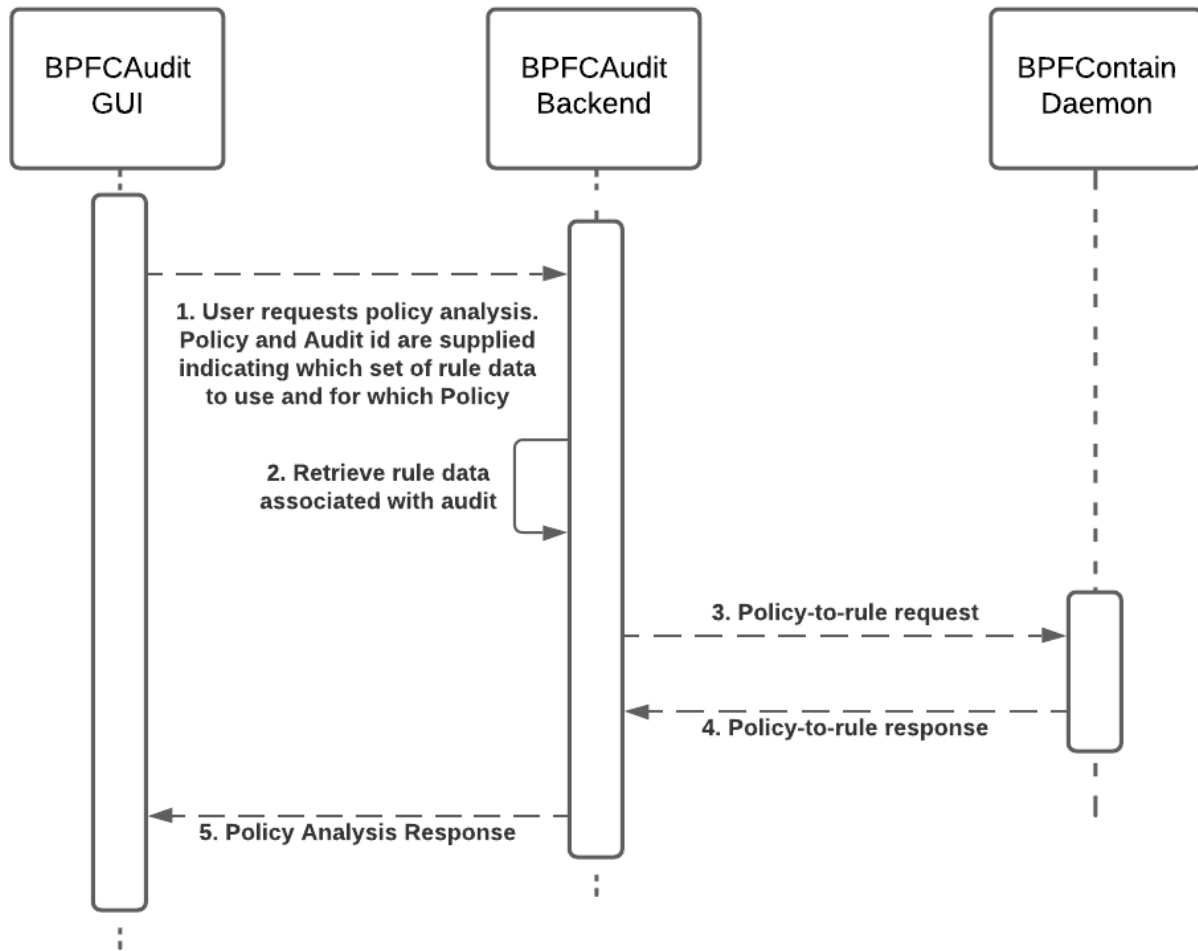 BPFCAudit
GUI
BPFCAudit
Backend
BPFContain
Daemon
1. User requests policy analysis.
Policy and Audit id are supplied
indicating which set of rule data
to use and for which Policy
2. Retrieve rule data
associated with audit
3. Policy-to-rule request
4. Policy-to-rule response
5. Policy Analysis Response